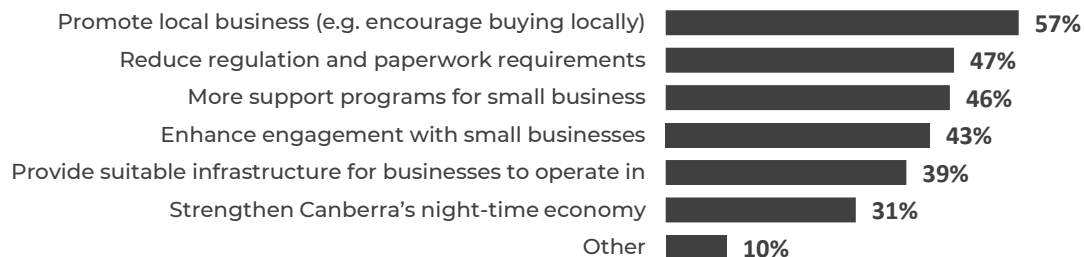 Promote local business (e.g. encourage buying locally) 57%
Reduce regulation and paperwork requirements 47%
More support programs for small business 46%
Enhance engagement with small businesses 43%
Provide suitable infrastructure for businesses to operate in 39%
Strengthen Canberra’s night-time economy 31%
Other 10%